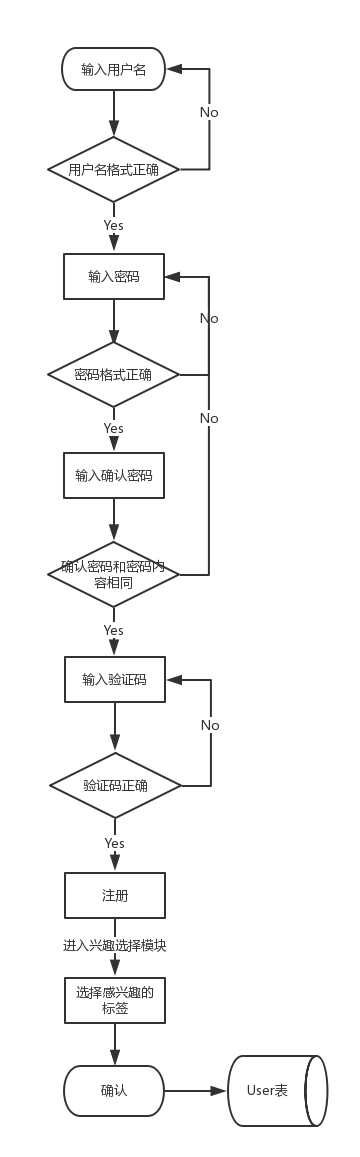 输入用户名
No
用户名格式正确
Yes
输入密码
No
密码格式正确
No
Yes
输入确认密码
确认密码和密码内
容相同
Yes
输入验证码
No
验证码正确
Yes
注册
进入兴趣选择模块
选择感兴趣的
标签
确认
User表